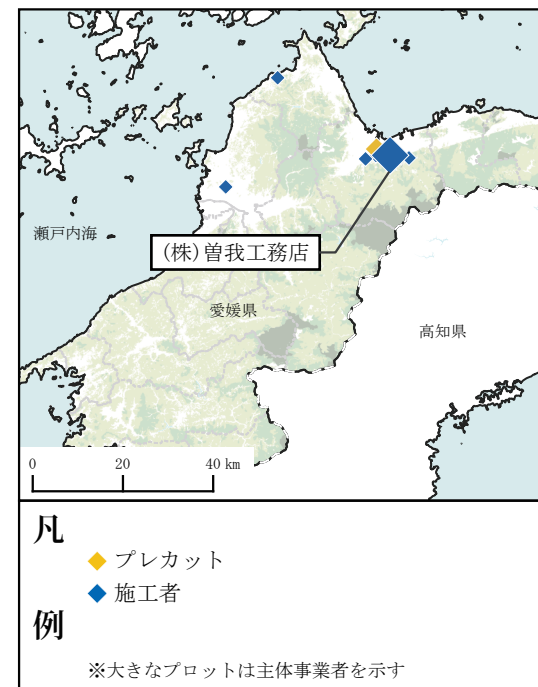 瀬戸内海
(株)曽我工務店
愛媛県
高知県
0 20 40 km
凡
プレカット
施工者
例
※大きなプロットは主体事業者を示す